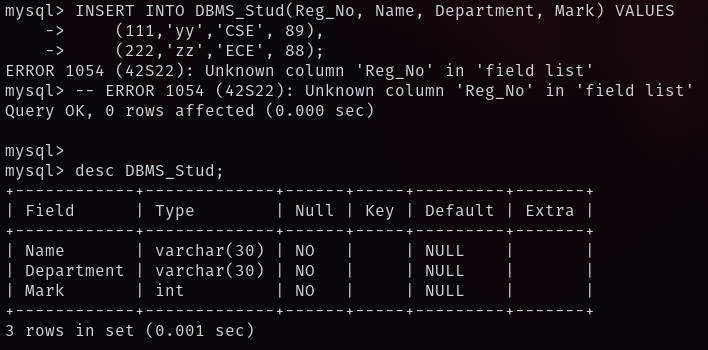 mysql> INSERT INTO DBMS_Stud(Reg_No, Name, Department, Mark) VALUES
    ->     (111,'yy','CSE', 89),
    ->     (222,'zz','ECE', 88);
ERROR 1054 (42S22): Unknown column 'Reg_No' in 'field list'
mysql> -- ERROR 1054 (42S22): Unknown column 'Reg_No' in 'field list'
Query OK, 0 rows affected (0.000 sec)

mysql>
mysql> desc DBMS_Stud;
+------------+-------------+------+-----+---------+-------+
| Field      | Type        | Null | Key | Default | Extra |
+------------+-------------+------+-----+---------+-------+
| Name       | varchar(30) | NO   |     | NULL    |       |
| Department | varchar(30) | NO   |     | NULL    |       |
| Mark       | int         | NO   |     | NULL    |       |
+------------+-------------+------+-----+---------+-------+
3 rows in set (0.001 sec)